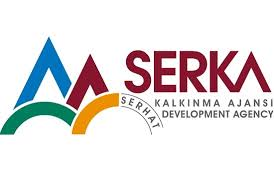 SERKA
SERHAT
KALKINMA AJANSI
DEVELOPMENT AGENCY